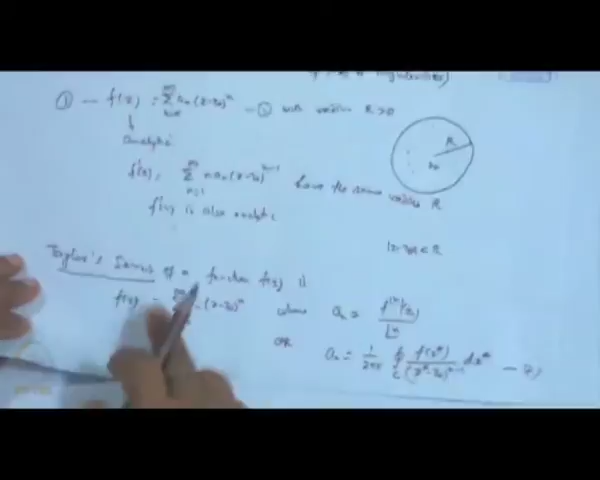 ① — f(z) = ∑ aₙ(z-z₀)ⁿ — ② with radius R > 0
R
z₀
Analytic
f'(z) = ∑ n aₙ(z-z₀)ⁿ⁻¹ have the same radius R
n=1
f'(z) is also analytic
|z-z₀| < R
Taylor's Series of a function f(z) is
f(z) = (z-z₀)ⁿ where aₙ =
OR aₙ = 1/2πi ∮ f(z*)/(z*-z₀)ⁿ⁺¹ dz*
C